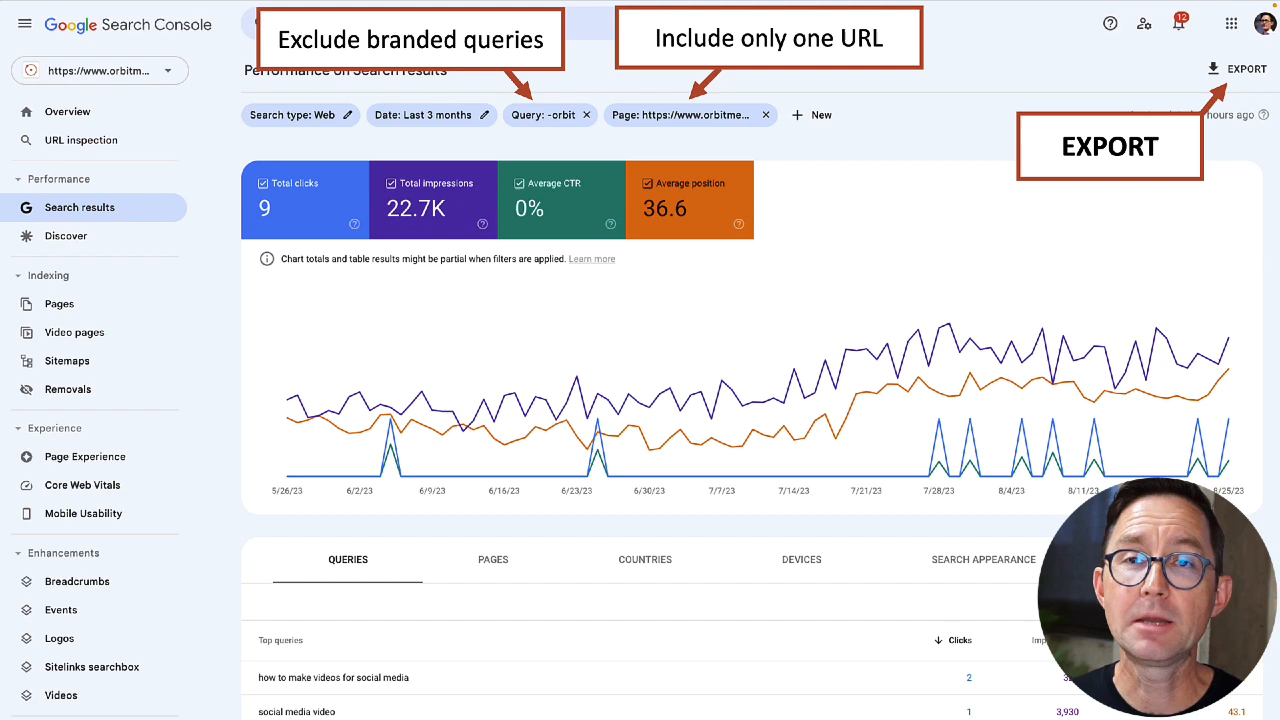 Google Search Console
Exclude branded queries
Include only one URL
12
https://www.orbitm...
Performance on Search results
EXPORT
Search type: Web
Date: Last 3 months
Query: -orbit
Page: https://www.orbitme...
New
hours ago
EXPORT
Overview
URL inspection
Performance
Search results
Discover
Indexing
Pages
Video pages
Sitemaps
Removals
Experience
Page Experience
Core Web Vitals
Mobile Usability
Enhancements
Breadcrumbs
Events
Logos
Sitelinks searchbox
Videos
Total clicks
9
Total impressions
22.7K
Average CTR
0%
Average position
36.6
Chart totals and table results might be partial when filters are applied. Learn more
5/26/23 6/2/23 6/9/23 6/16/23 6/23/23 6/30/23 7/7/23 7/14/23 7/21/23 7/28/23 8/4/23 8/11/23 8/25/23
QUERIES PAGES COUNTRIES DEVICES SEARCH APPEARANCE
Top queries Clicks
how to make videos for social media 2
social media video 1 3,930 43.1